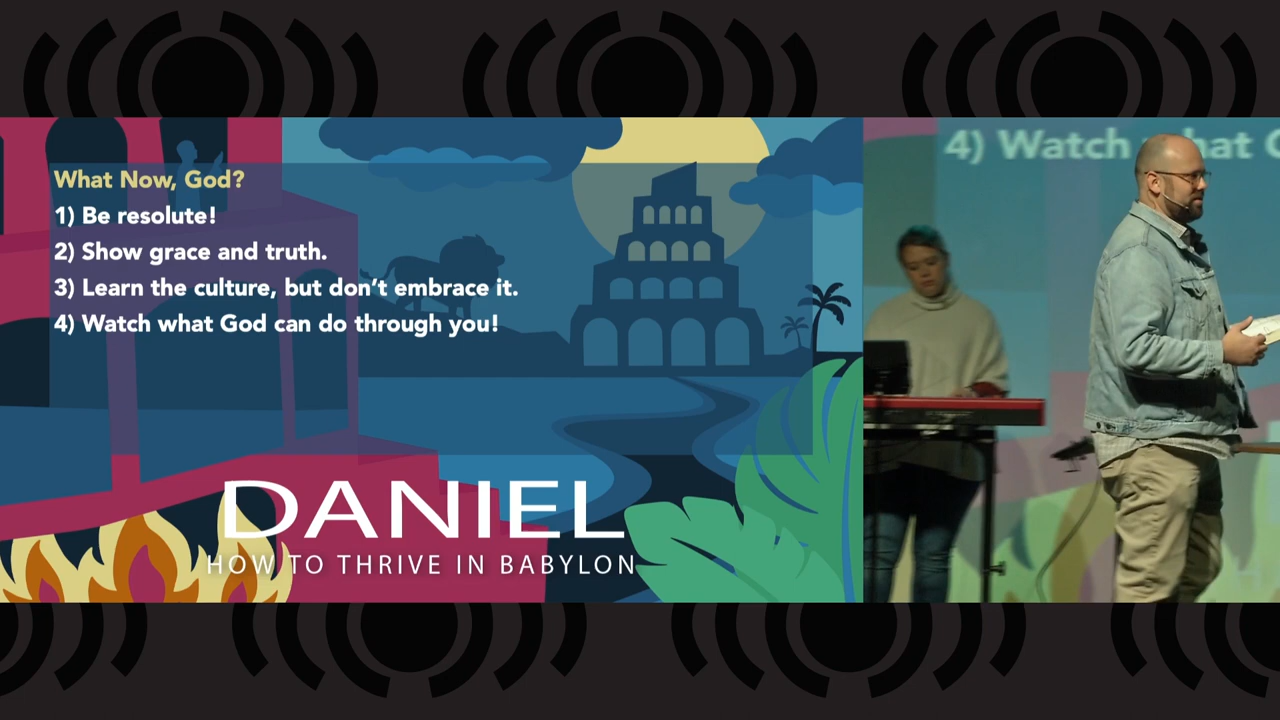 What Now, God?
1) Be resolute!
2) Show grace and truth.
3) Learn the culture, but don't embrace it.
4) Watch what God can do through you!
DANIEL
HOW TO THRIVE IN BABYLON
4) Watch what G